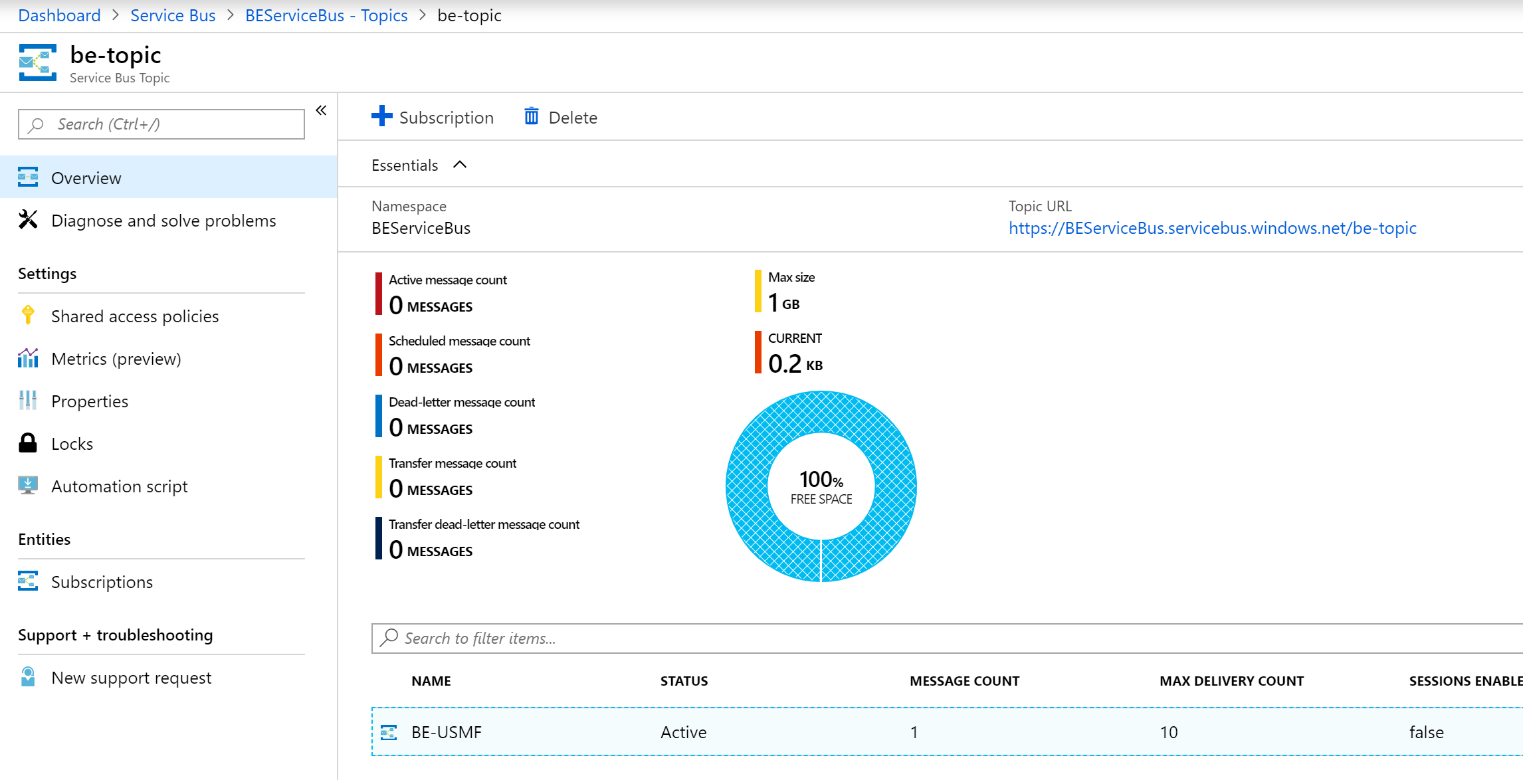 Dashboard > Service Bus > BEServiceBus - Topics > be-topic
be-topic
Service Bus Topic
Search (Ctrl+/)
«
Overview
Diagnose and solve problems
Settings
Shared access policies
Metrics (preview)
Properties
Locks
Automation script
Entities
Subscriptions
Support + troubleshooting
New support request
Subscription Delete
Essentials
Namespace
BEServiceBus
Topic URL
https://BEServiceBus.servicebus.windows.net/be-topic
Active message count
0 MESSAGES
Scheduled message count
0 MESSAGES
Dead-letter message count
0 MESSAGES
Transfer message count
0 MESSAGES
Transfer dead-letter message count
0 MESSAGES
Max size
1 GB
CURRENT
0.2 KB
100%
FREE SPACE
Search to filter items...
NAME STATUS MESSAGE COUNT MAX DELIVERY COUNT SESSIONS ENABLE
BE-USMF Active 1 10 false